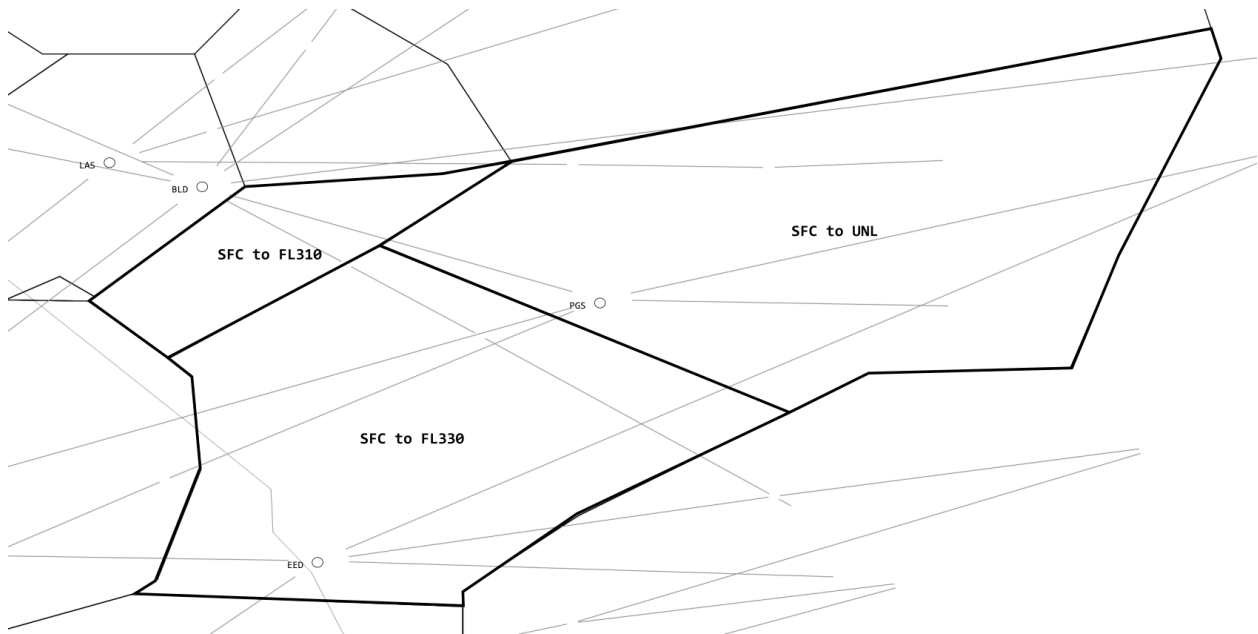 LAS
BLD
SFC to UNL
SFC to FL310
PGS
SFC to FL330
EED